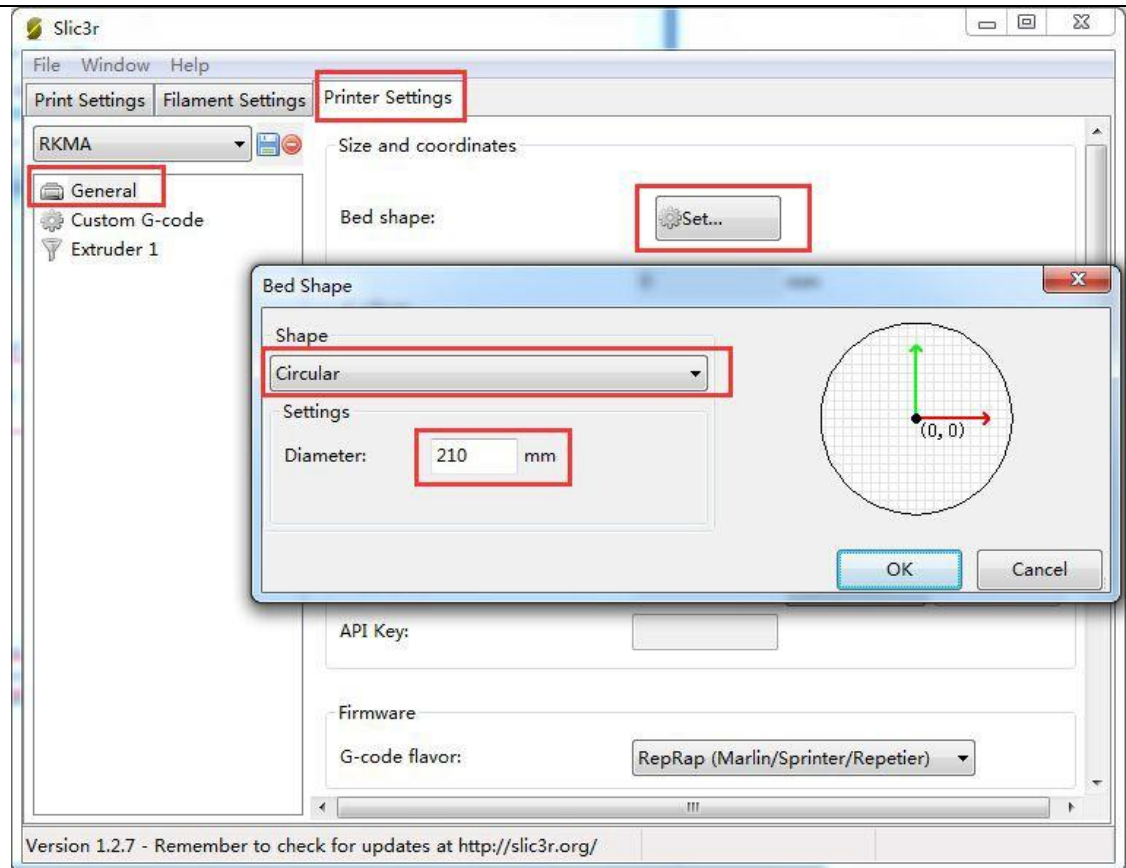 Slic3r
File Window Help
Print Settings Filament Settings Printer Settings
RKMA
Size and coordinates
General
Custom G-code
Extruder 1
Bed shape:
Set...
mm
Bed Shape
Shape
Circular
Settings
Diameter: 210 mm
(0, 0)
OK Cancel
API Key:
Firmware
G-code flavor: RepRap (Marlin/Sprinter/Repetier)
Version 1.2.7 - Remember to check for updates at http://slic3r.org/